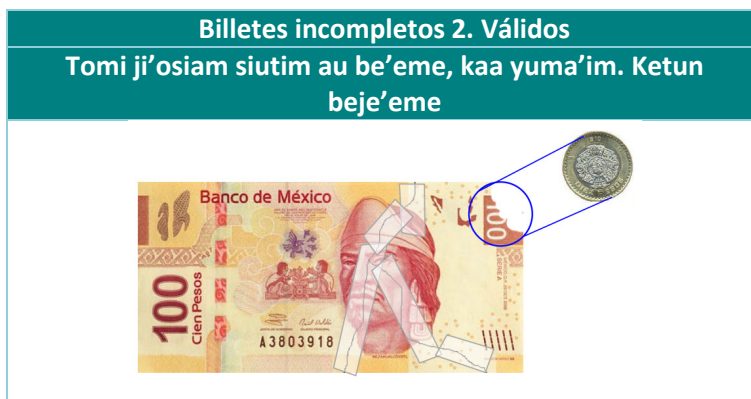 Billetes incompletos 2. Válidos
Tomi ji’osiam siutim au be’eme, kaa yuma’im. Ketun
beje’eme
Banco de México
100
Cien Pesos
A3803918
100
SERIE A